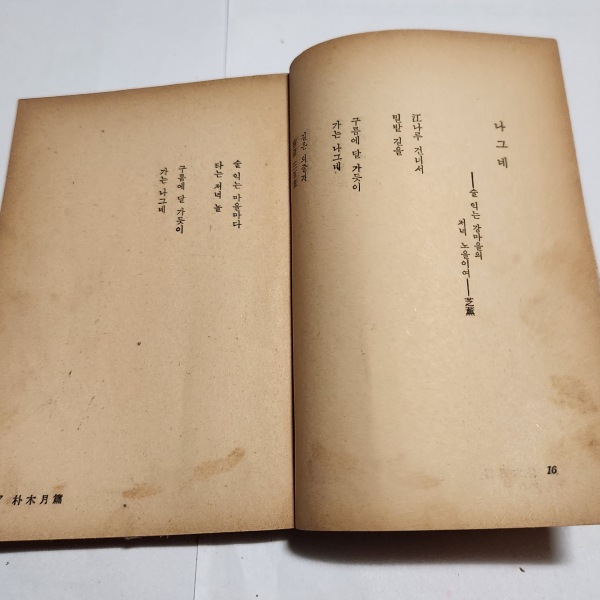 나그네
──술 익는 강마을의
저녁 노을이여──芝薰
江나루 건너서
밀밭 길을
구름에 달 가듯이
가는 나그네
길은 외줄기
16
술 익는 마을마다
타는 저녁 놀
구름에 달 가듯이
가는 나그네
朴木月篇